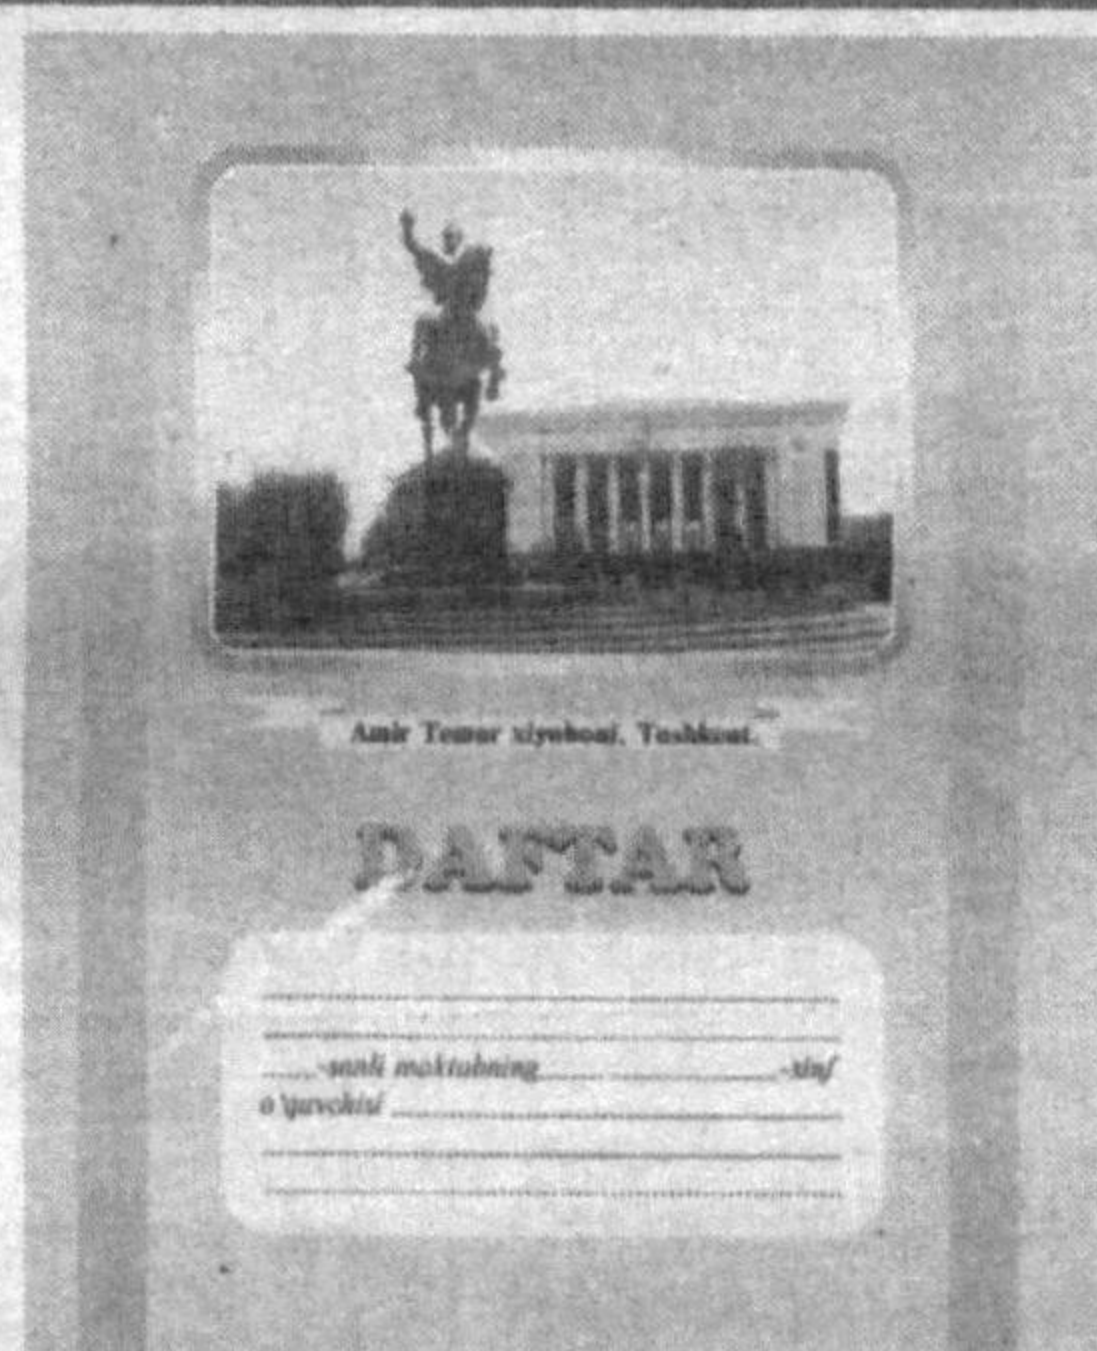 Amir Temur xiyoboni. Toshkent.
DAFTAR
-sonli maktabning -sinf
o'quvchisi